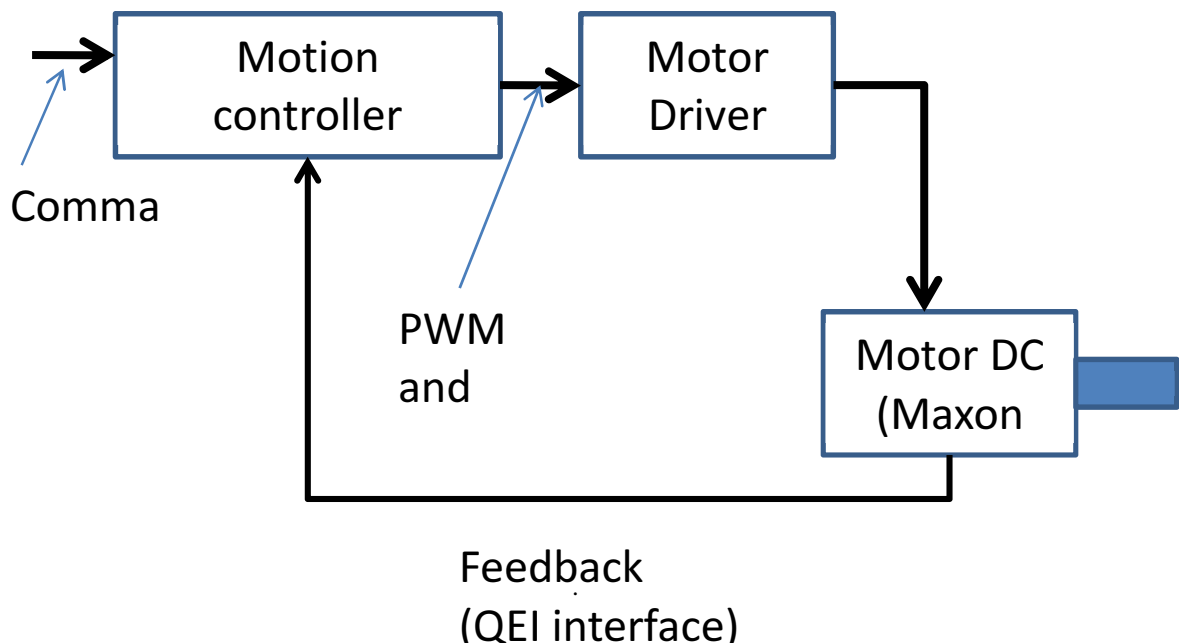 Motion
controller
Motor
Driver
Comma
PWM
and
Motor DC
(Maxon
Feedback
(QEI interface)